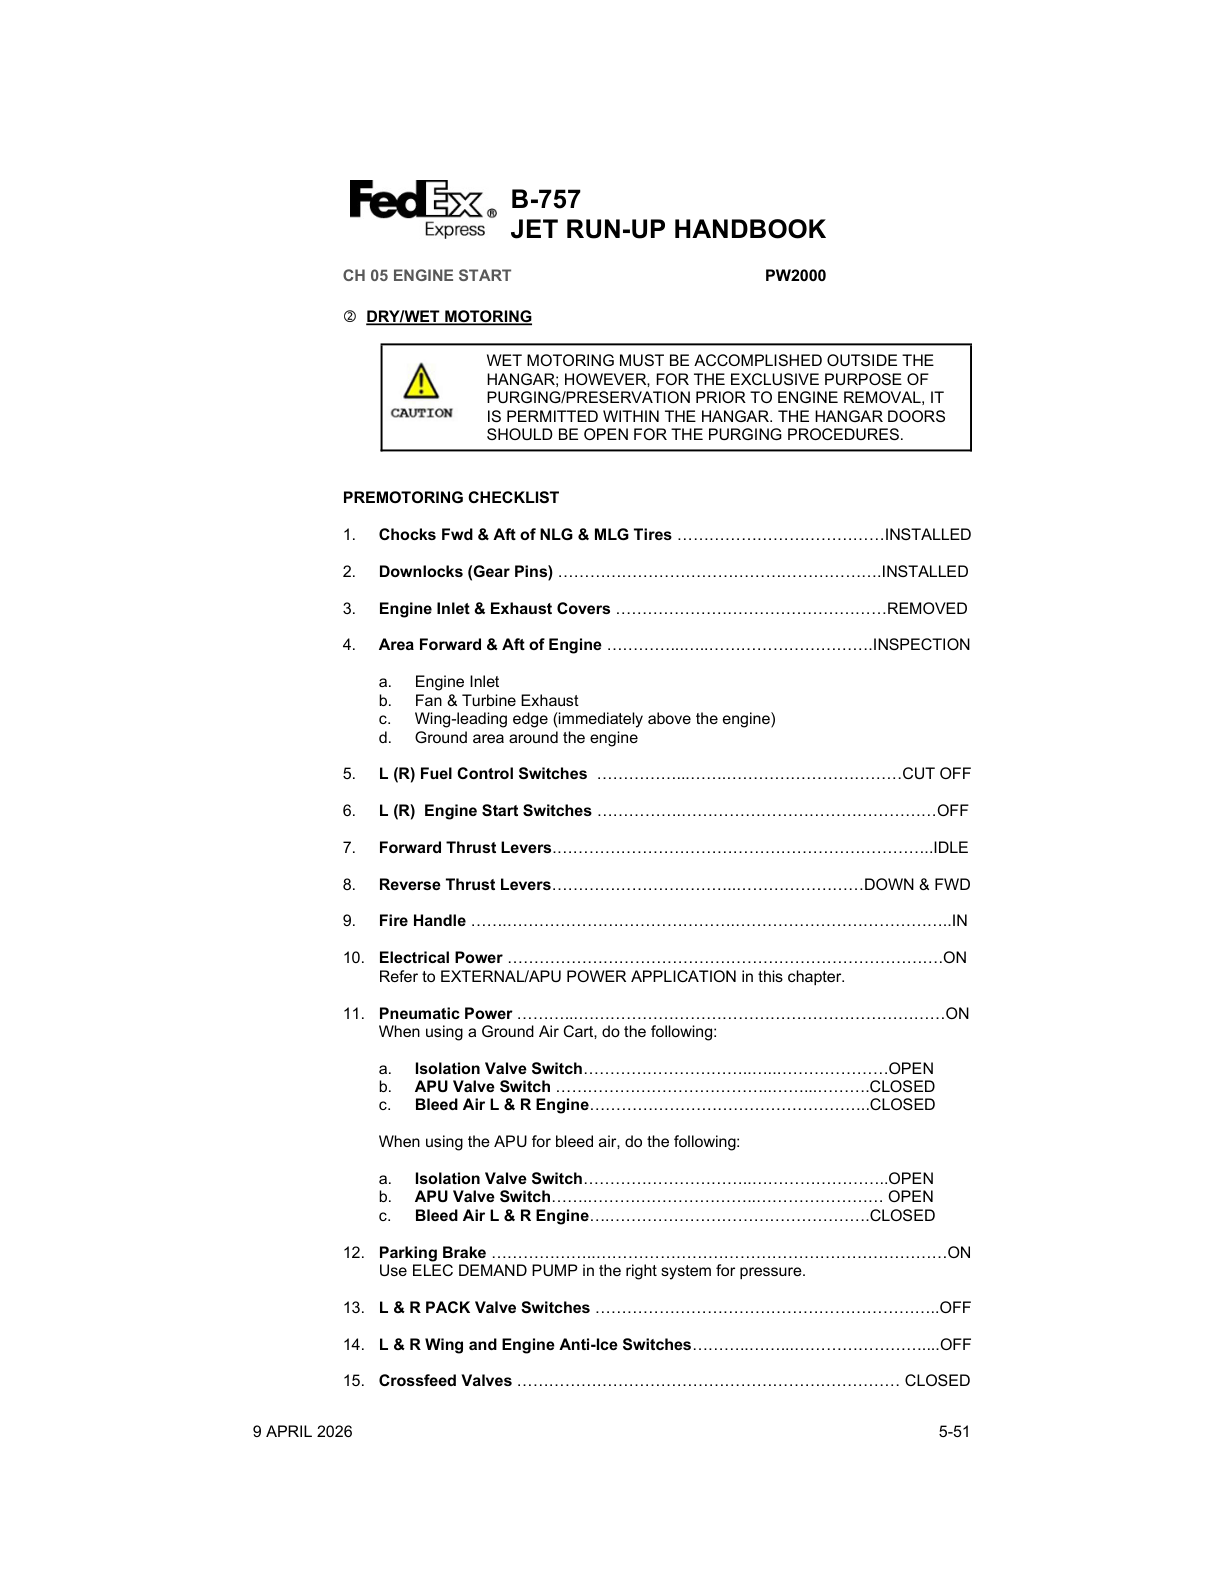 FedEx® B-757
Express JET RUN-UP HANDBOOK
CH 05 ENGINE START PW2000
② DRY/WET MOTORING
WET MOTORING MUST BE ACCOMPLISHED OUTSIDE THE
HANGAR; HOWEVER, FOR THE EXCLUSIVE PURPOSE OF
PURGING/PRESERVATION PRIOR TO ENGINE REMOVAL, IT
IS PERMITTED WITHIN THE HANGAR. THE HANGAR DOORS
SHOULD BE OPEN FOR THE PURGING PROCEDURES.
CAUTION
PREMOTORING CHECKLIST
1. Chocks Fwd & Aft of NLG & MLG Tires …………………………………INSTALLED
2. Downlocks (Gear Pins) …………………………………………………….INSTALLED
3. Engine Inlet & Exhaust Covers ……………………………………………REMOVED
4. Area Forward & Aft of Engine …………...…..………………………….INSPECTION
a. Engine Inlet
b. Fan & Turbine Exhaust
c. Wing-leading edge (immediately above the engine)
d. Ground area around the engine
5. L (R) Fuel Control Switches ……………...…….……………………………CUT OFF
6. L (R) Engine Start Switches …………….…….……………………………………OFF
7. Forward Thrust Levers.……………………………………………………………..IDLE
8. Reverse Thrust Levers……………………………..……………………DOWN & FWD
9. Fire Handle …….…………………………………….…………………………………..IN
10. Electrical Power ………………………………………………………………………ON
Refer to EXTERNAL/APU POWER APPLICATION in this chapter.
11. Pneumatic Power ………...……………………………………………………………ON
When using a Ground Air Cart, do the following:
a. Isolation Valve Switch…………………………..…..…………………OPEN
b. APU Valve Switch …………………………………..……...……….CLOSED
c. Bleed Air L & R Engine……………………………………………..CLOSED
When using the APU for bleed air, do the following:
a. Isolation Valve Switch…………………………..……………………..OPEN
b. APU Valve Switch…….…………………………..…………………… OPEN
c. Bleed Air L & R Engine….………………………………………….CLOSED
12. Parking Brake ………………..…………………………………………………………ON
Use ELEC DEMAND PUMP in the right system for pressure.
13. L & R PACK Valve Switches ………………………………………………………..OFF
14. L & R Wing and Engine Anti-Ice Switches………..……...……………………....OFF
15. Crossfeed Valves ……………………………………………………………… CLOSED
9 APRIL 2026 5-51